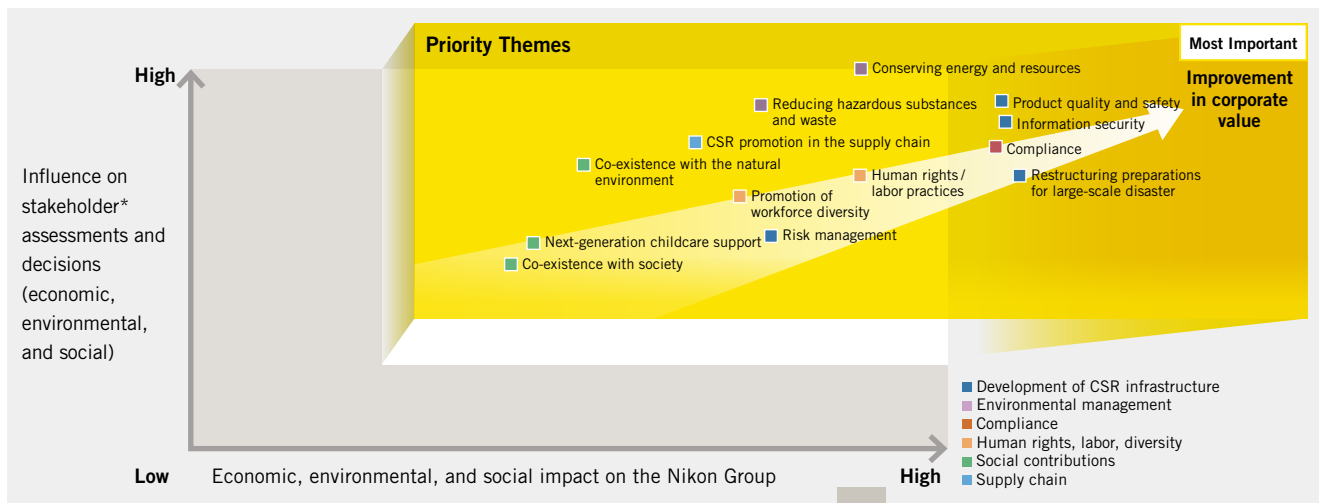 Priority Themes
Most Important
Improvement
in corporate
value
High
Conserving energy and resources
Reducing hazardous substances
and waste
Product quality and safety
Information security
CSR promotion in the supply chain
Compliance
Co-existence with the natural
environment
Human rights/
labor practices
Restructuring preparations
for large-scale disaster
Promotion of
workforce diversity
Next-generation childcare support
Risk management
Co-existence with society
Influence on
stakeholder*
assessments and
decisions
(economic,
environmental,
and social)
Development of CSR infrastructure
Environmental management
Compliance
Human rights, labor, diversity
Social contributions
Supply chain
Low
Economic, environmental, and social impact on the Nikon Group
High